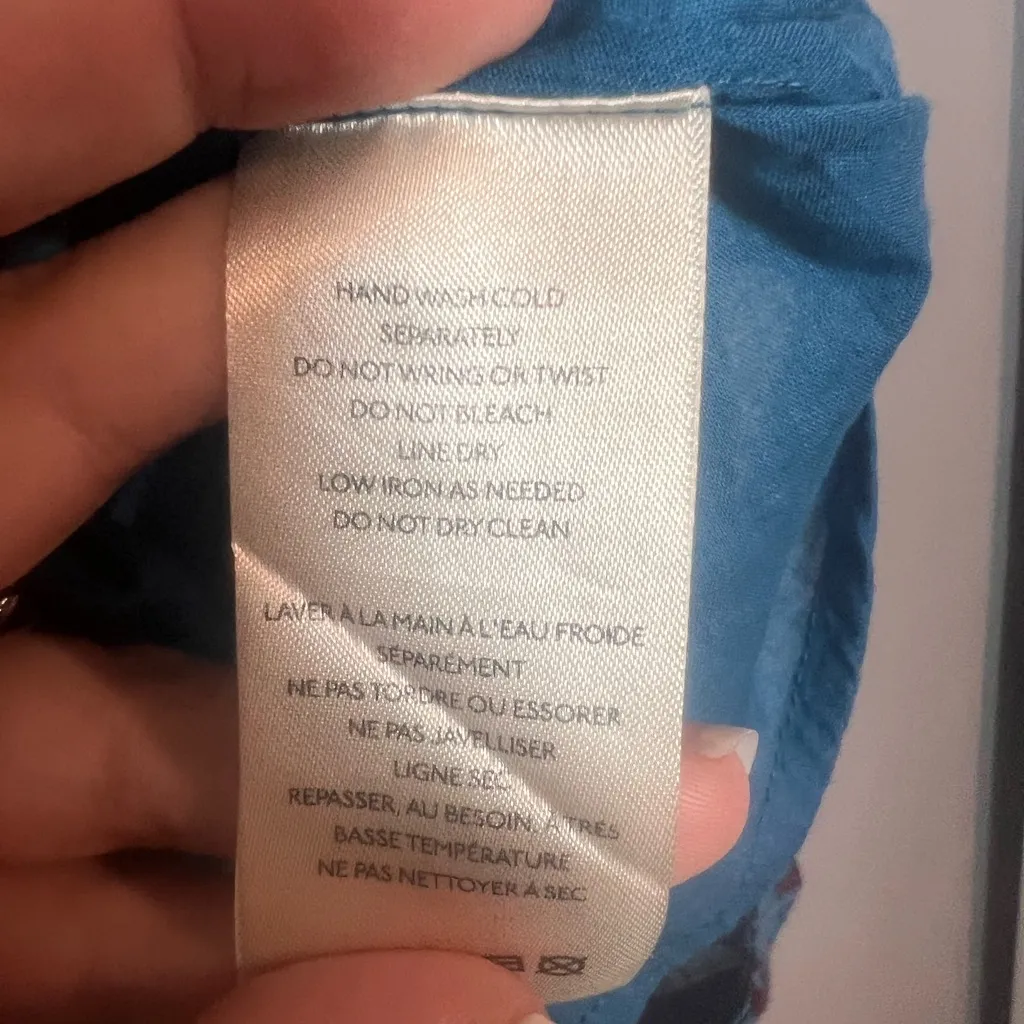 HAND WASH COLD
SEPARATELY
DO NOT WRING OR TWIST
DO NOT BLEACH
LINE DRY
LOW IRON AS NEEDED
DO NOT DRY CLEAN
LAVER À LA MAIN À L'EAU FROIDE
SÉPARÉMENT
NE PAS TORDRE OU ESSORER
NE PAS JAVELLISER
LIGNE SEC
REPASSER, AU BESOIN, À TRÉS
BASSE TEMPÉRATURE
NE PAS NETTOYER À SEC